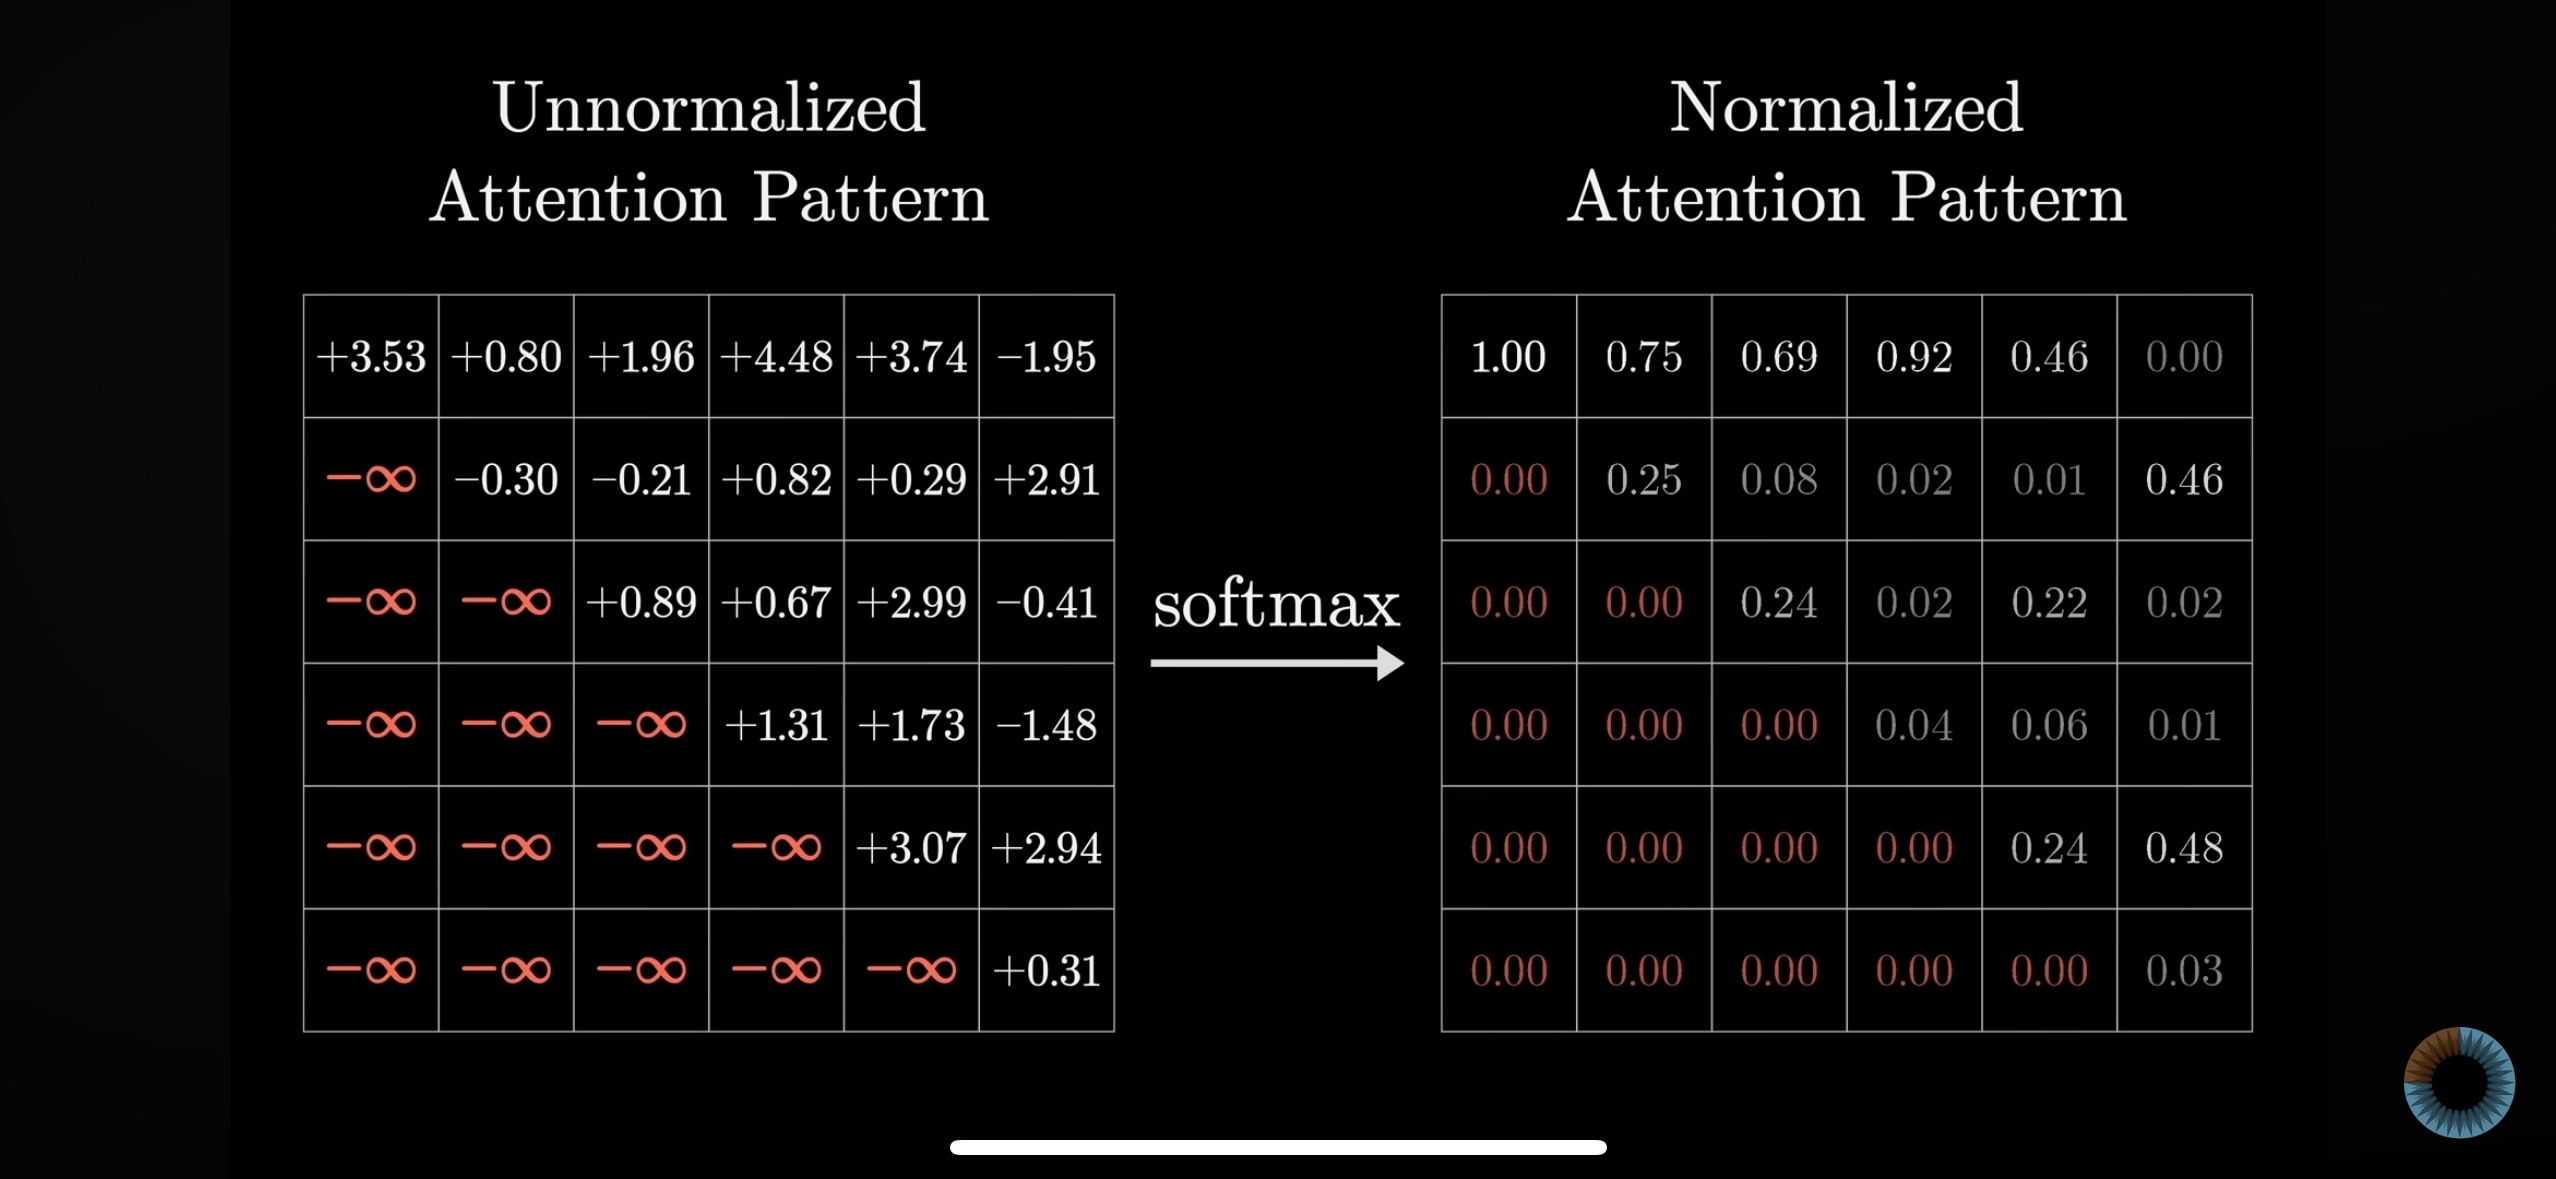 Unnormalized
Attention Pattern
Normalized
Attention Pattern
+3.53 +0.80 +1.96 +4.48 +3.74 −1.95
−∞ −0.30 −0.21 +0.82 +0.29 +2.91
−∞ −∞ +0.89 +0.67 +2.99 −0.41
−∞ −∞ −∞ +1.31 +1.73 −1.48
−∞ −∞ −∞ −∞ +3.07 +2.94
−∞ −∞ −∞ −∞ −∞ +0.31
softmax
1.00 0.75 0.69 0.92 0.46 0.00
0.00 0.25 0.08 0.02 0.01 0.46
0.00 0.00 0.24 0.02 0.22 0.02
0.00 0.00 0.00 0.04 0.06 0.01
0.00 0.00 0.00 0.00 0.24 0.48
0.00 0.00 0.00 0.00 0.00 0.03